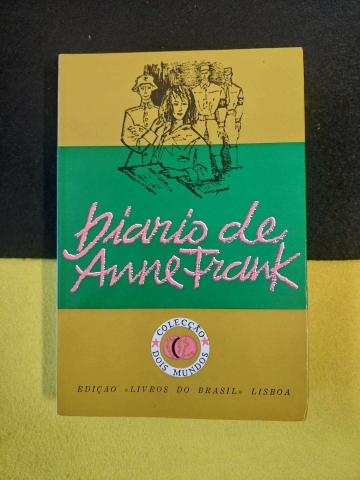 Diario de
Anne Frank
COLECÇÃO
DOIS MUNDOS
EDIÇÃO «LIVROS DO BRASIL» LISBOA